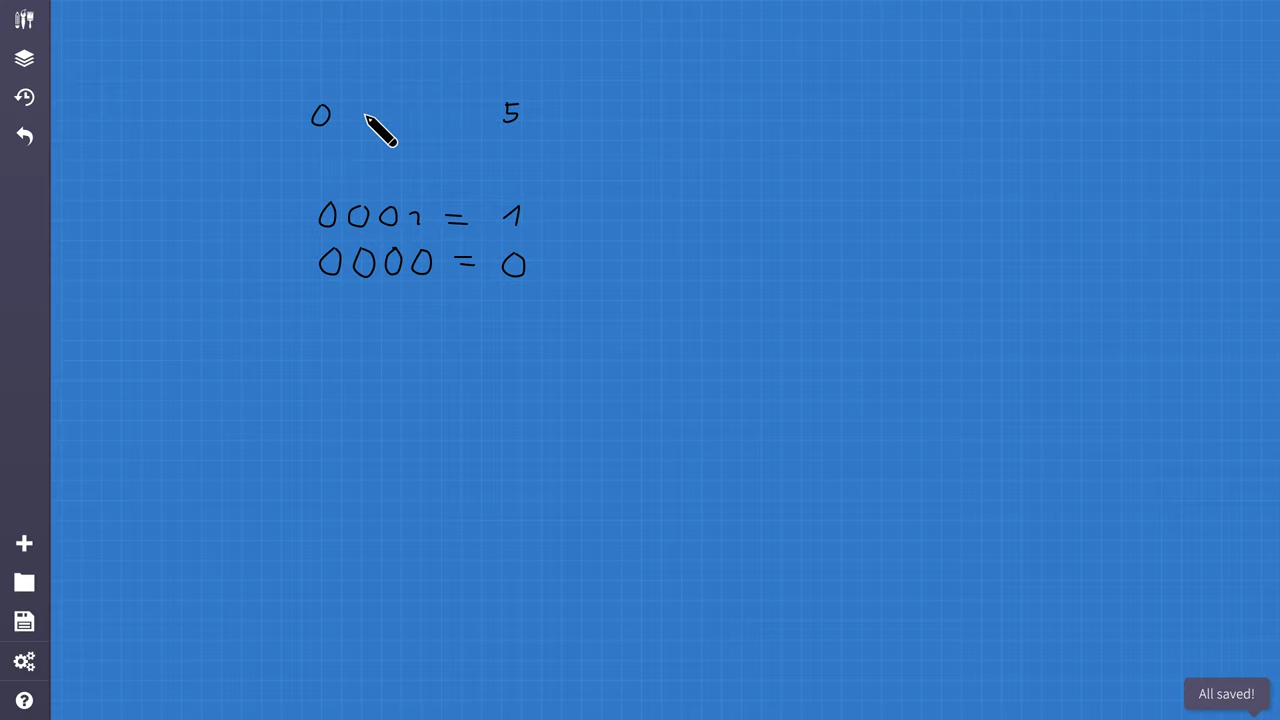 0 5
0001 = 1
0000 = 0
All saved!